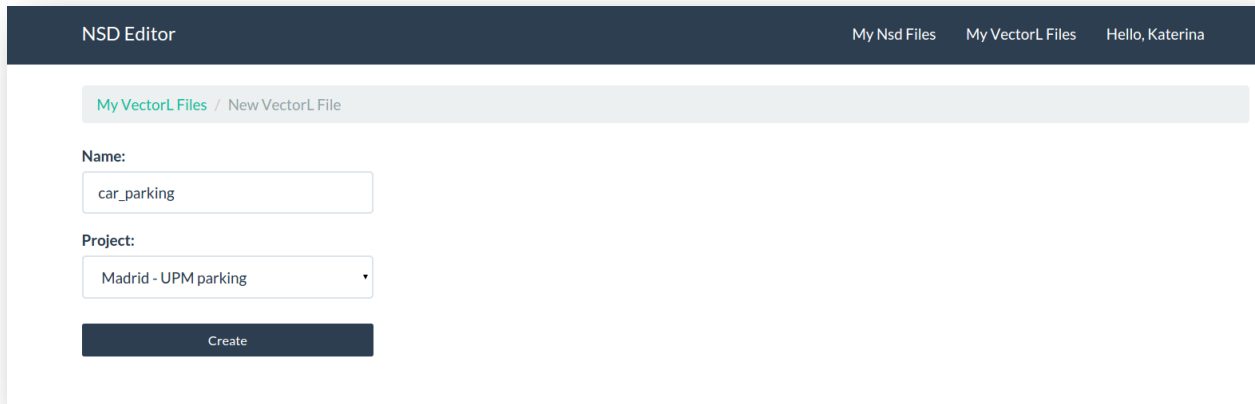 NSD Editor My Nsd Files My VectorL Files Hello, Katerina
My VectorL Files / New VectorL File
Name:
car_parking
Project:
Madrid - UPM parking
Create